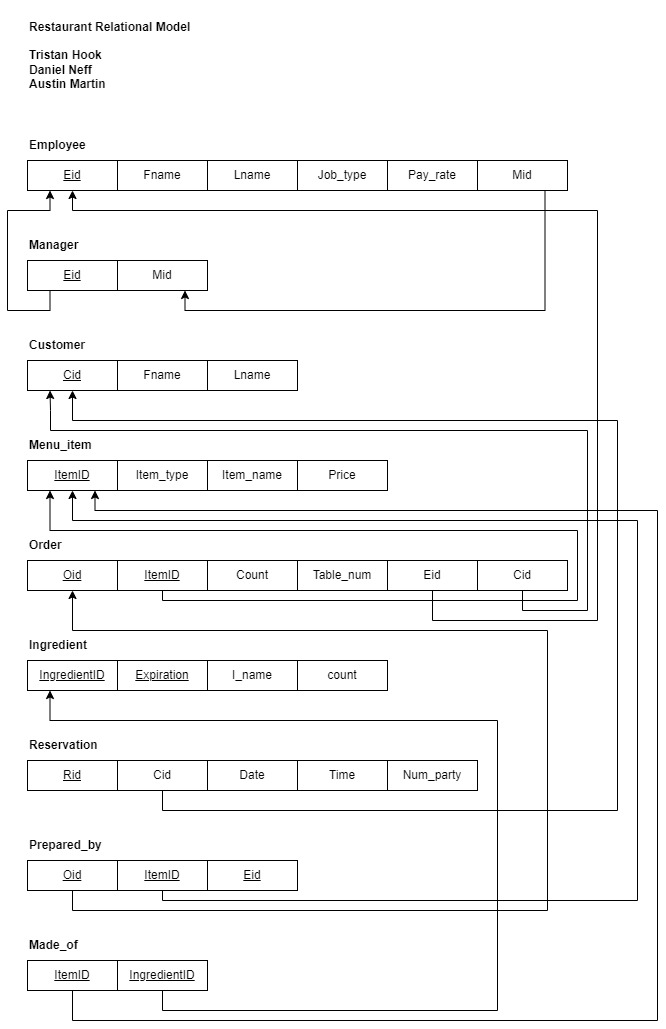 Restaurant Relational Model
Tristan Hook
Daniel Neff
Austin Martin
Employee
Eid Fname Lname Job_type Pay_rate Mid
Manager
Eid Mid
Customer
Cid Fname Lname
Menu_item
ItemID Item_type Item_name Price
Order
Oid ItemID Count Table_num Eid Cid
Ingredient
IngredientID Expiration I_name count
Reservation
Rid Cid Date Time Num_party
Prepared_by
Oid ItemID Eid
Made_of
ItemID IngredientID